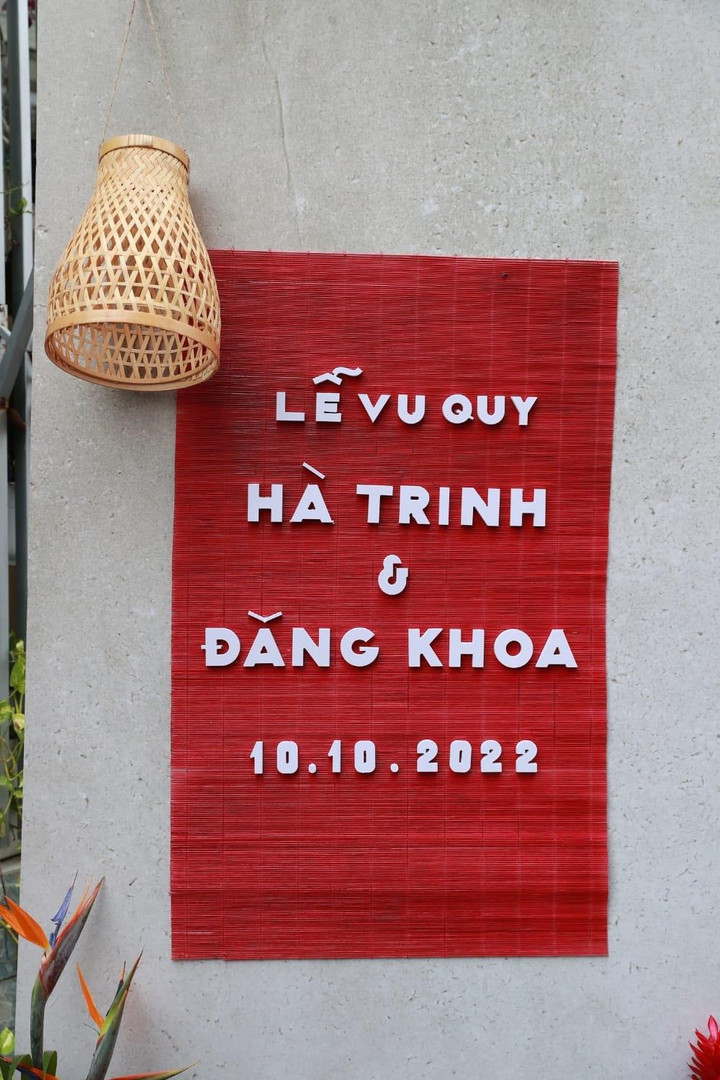 LỄ VU QUY
HÀ TRINH
&
ĐĂNG KHOA
10.10.2022